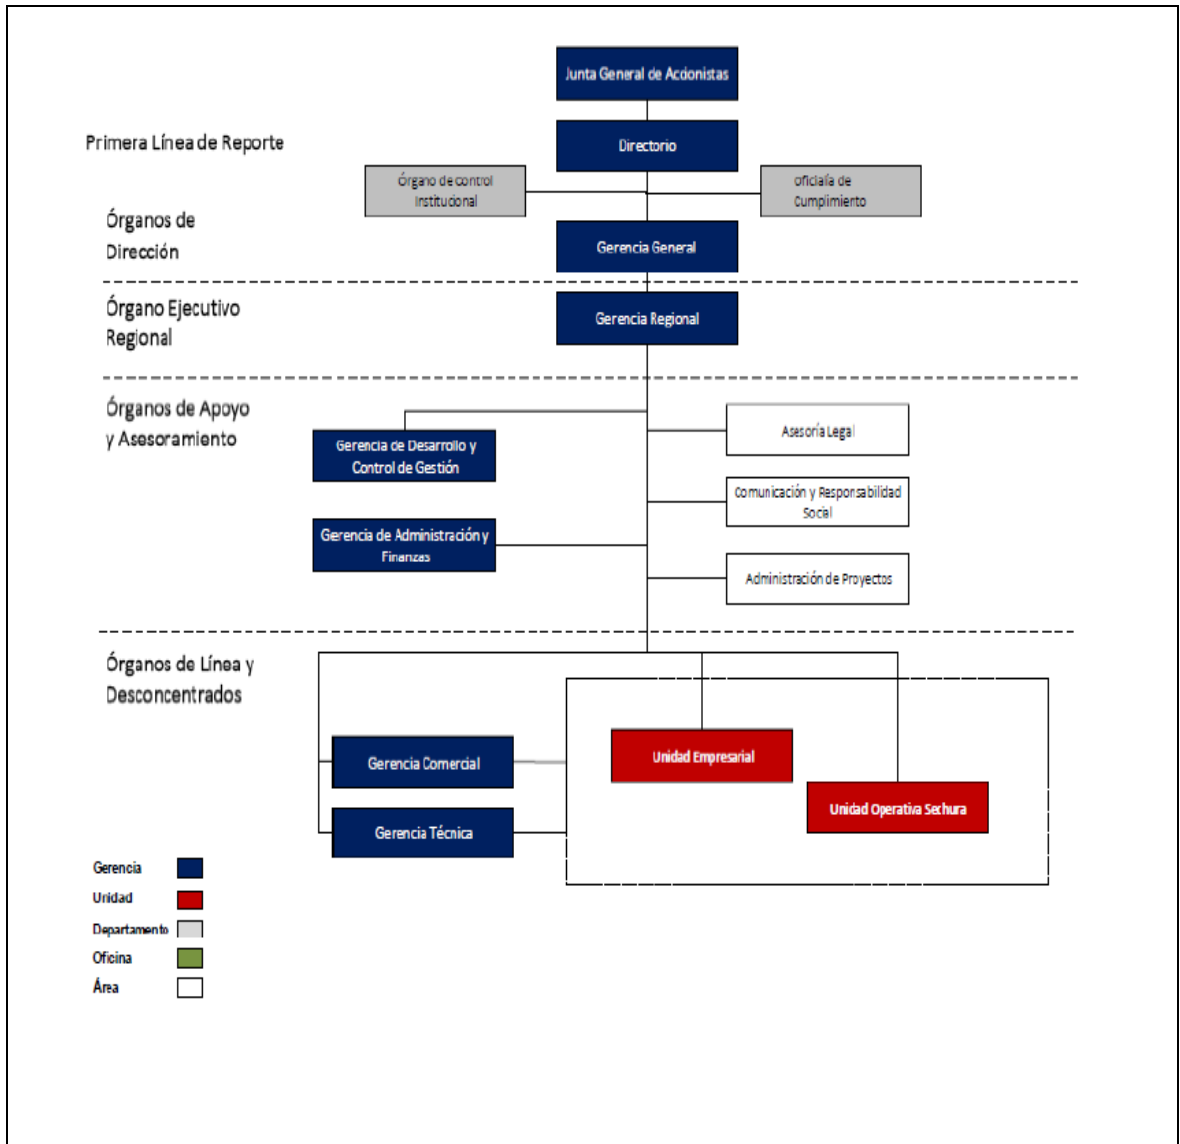 Junta General de Accionistas
Primera Línea de Reporte
Directorio
Órgano de Control
Institucional
Oficialía de
Cumplimiento
Órganos de
Dirección
Gerencia General
Órgano Ejecutivo
Regional
Gerencia Regional
Órganos de Apoyo
y Asesoramiento
Asesoría Legal
Gerencia de Desarrollo y
Control de Gestión
Comunicación y Responsabilidad
Social
Gerencia de Administración y
Finanzas
Administración de Proyectos
Órganos de Línea y
Desconcentrados
Unidad Empresarial
Gerencia Comercial
Unidad Operativa Sechura
Gerencia Técnica
Gerencia
Unidad
Departamento
Oficina
Área